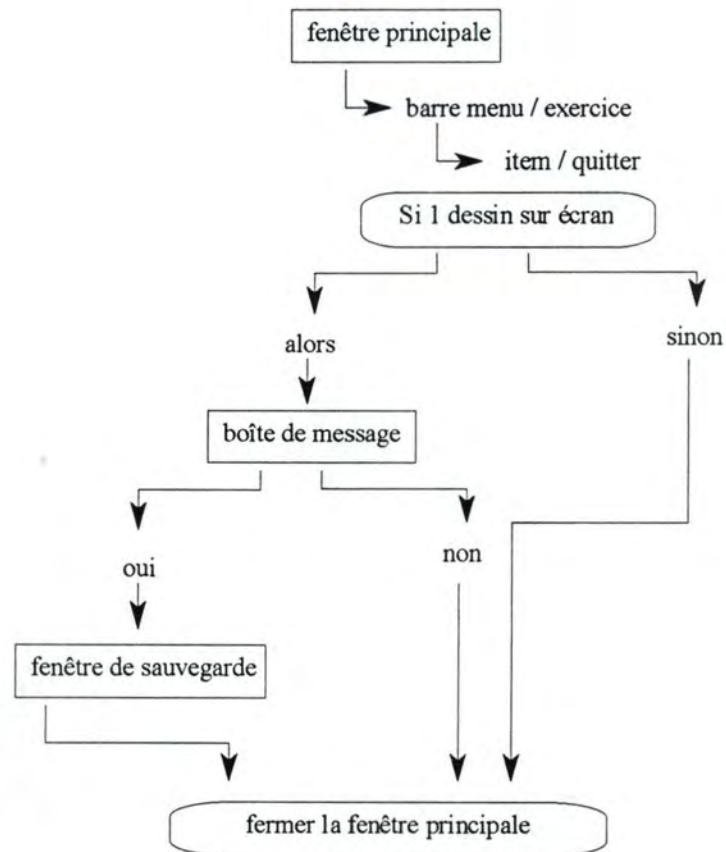 fenêtre principale
barre menu / exercice
item / quitter
Si 1 dessin sur écran
alors
sinon
boîte de message
oui
non
fenêtre de sauvegarde
fermer la fenêtre principale